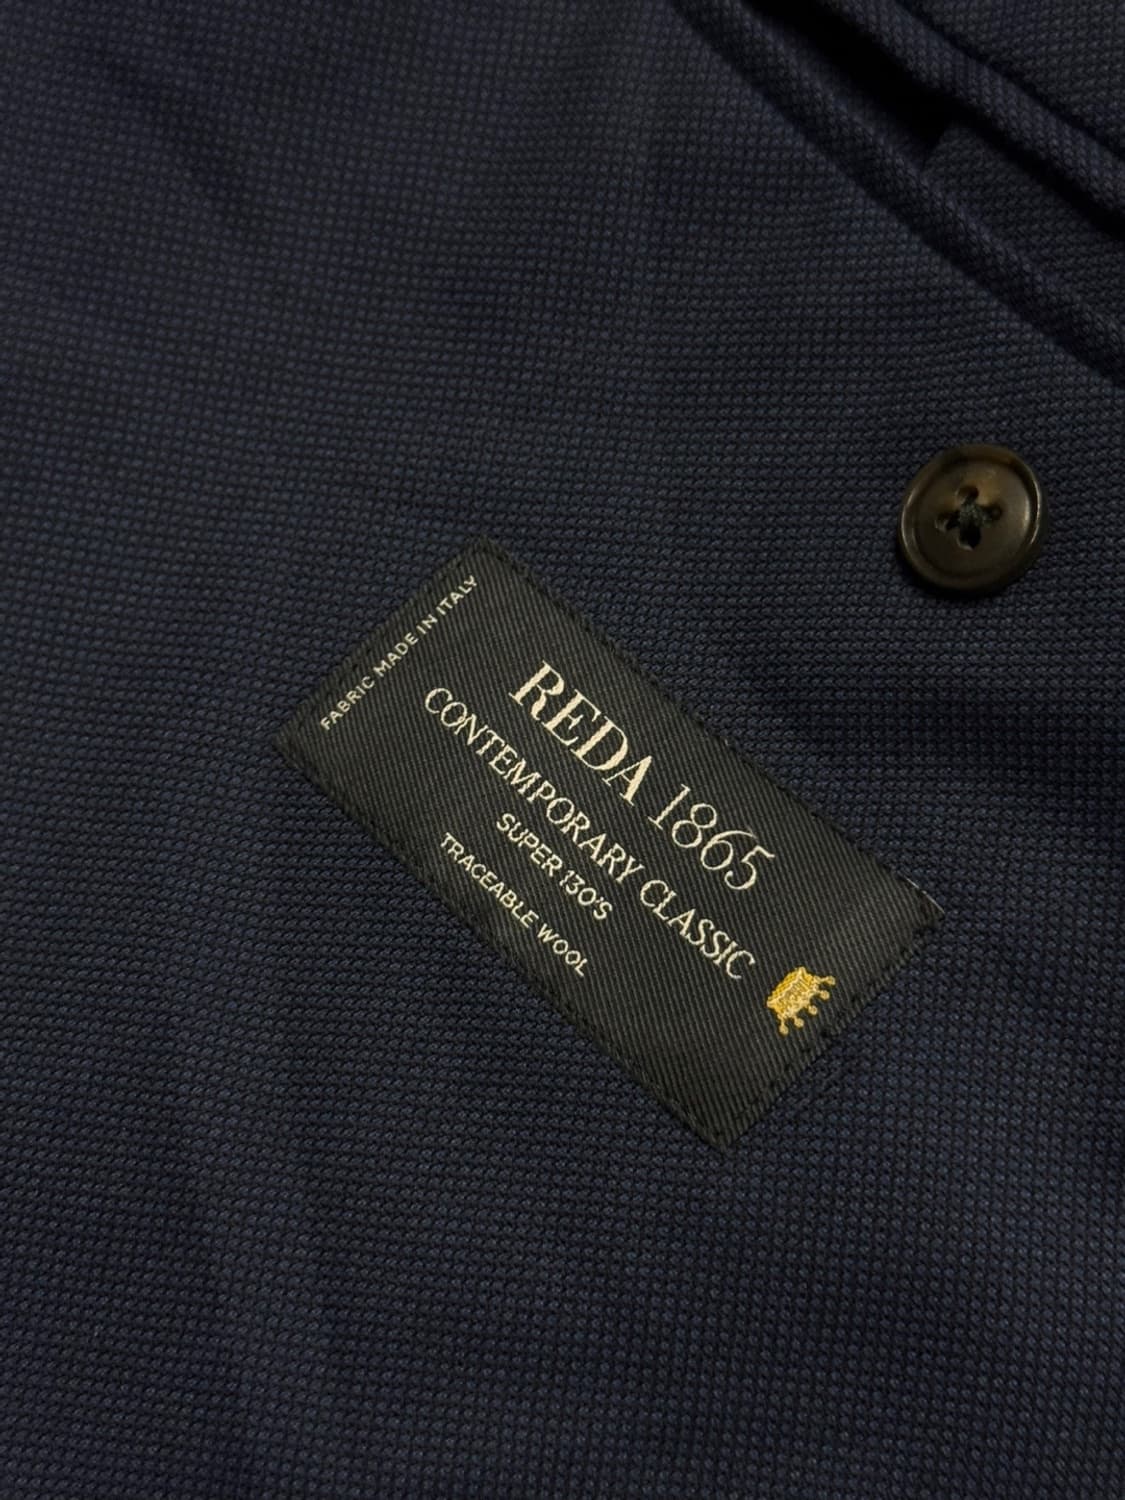 FABRIC MADE IN ITALY
REDA 1865
CONTEMPORARY CLASSIC
SUPER 130'S
TRACEABLE WOOL